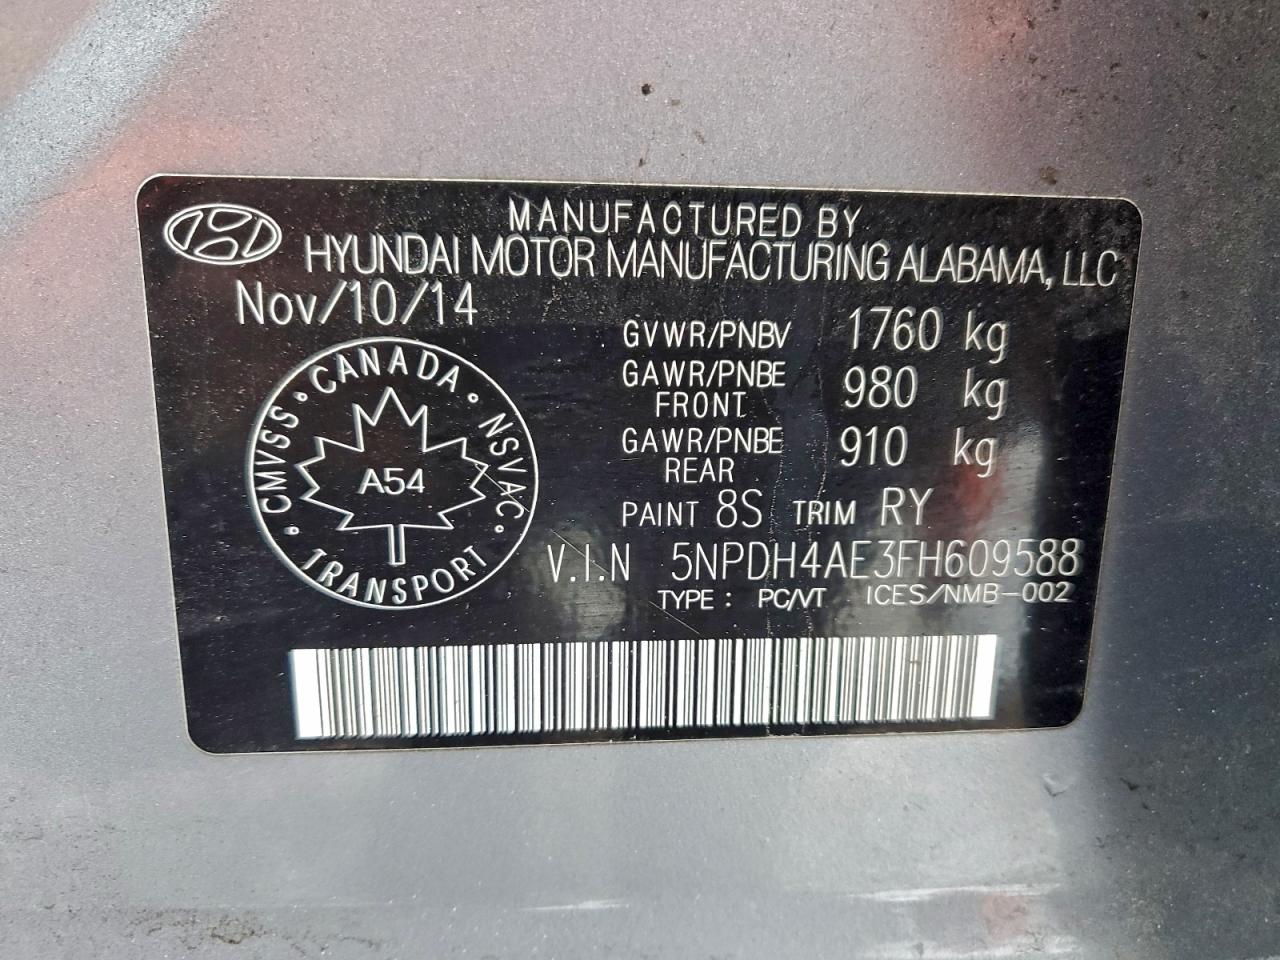 MANUFACTURED BY
HYUNDAI MOTOR MANUFACTURING ALABAMA, LLC
Nov/10/14
GVWR/PNBV 1760 kg
GAWR/PNBE FRONT 980 kg
GAWR/PNBE REAR 910 kg
PAINT 8S TRIM RY
V.I.N 5NPDH4AE3FH609588
TYPE : PC/VT ICES/NMB-002
CANADA · NSVAC · TRANSPORT · CMVSS ·
A54